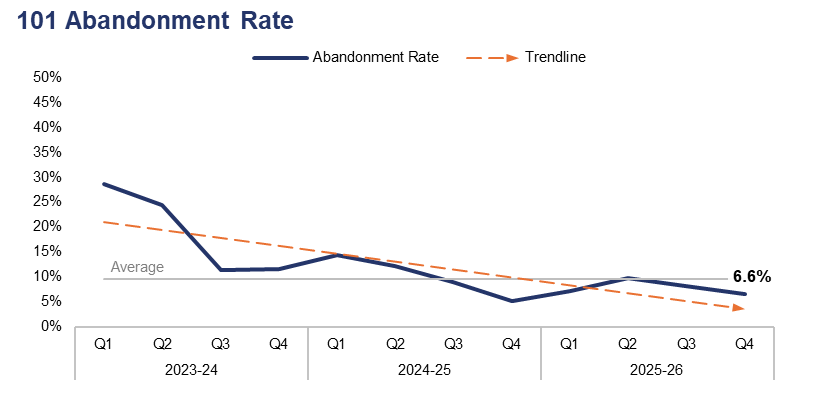 101 Abandonment Rate
Abandonment Rate Trendline
50%
45%
40%
35%
30%
25%
20%
15%
10%
5%
0%
Average
6.6%
Q1 Q2 Q3 Q4 Q1 Q2 Q3 Q4 Q1 Q2 Q3 Q4
2023-24 2024-25 2025-26